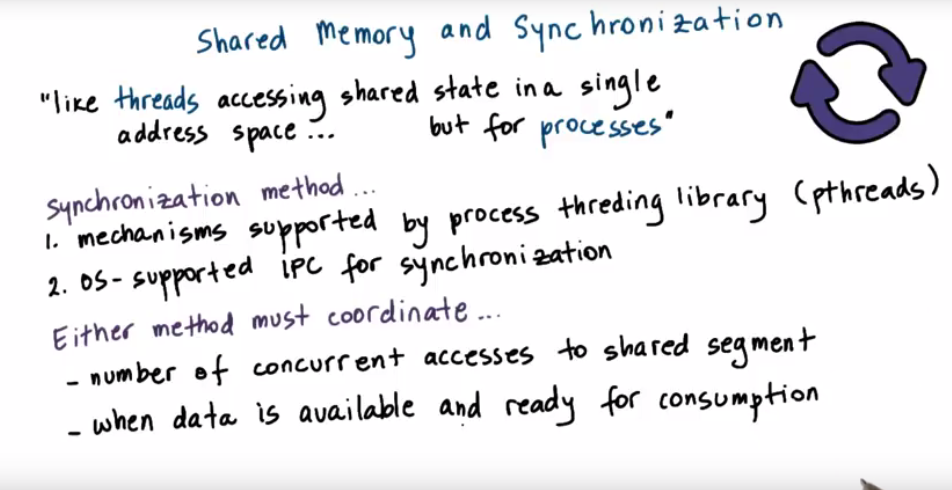 Shared Memory and Synchronization
"like threads accessing shared state in a single
address space... but for processes"
Synchronization method...
1. mechanisms supported by process threding library (pthreads)
2. OS-supported IPC for synchronization
Either method must coordinate...
- number of concurrent accesses to shared segment
- when data is available and ready for consumption